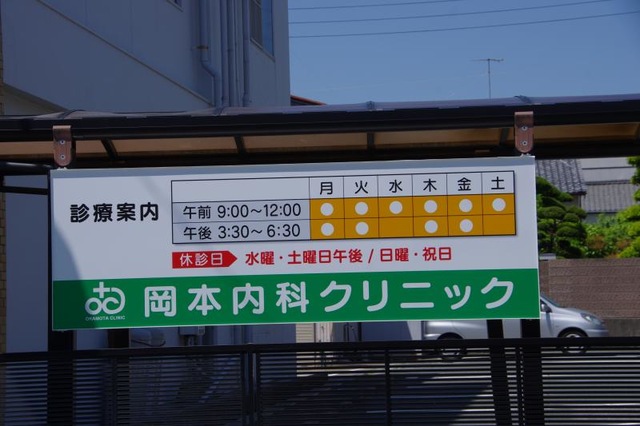 診療案内
月 火 水 木 金 土
午前 9:00～12:00 ● ● ● ● ● ●
午後 3:30～6:30 ● ● ● ●
休診日 水曜・土曜日午後 / 日曜・祝日
岡本内科クリニック
OKAMOTO CLINIC